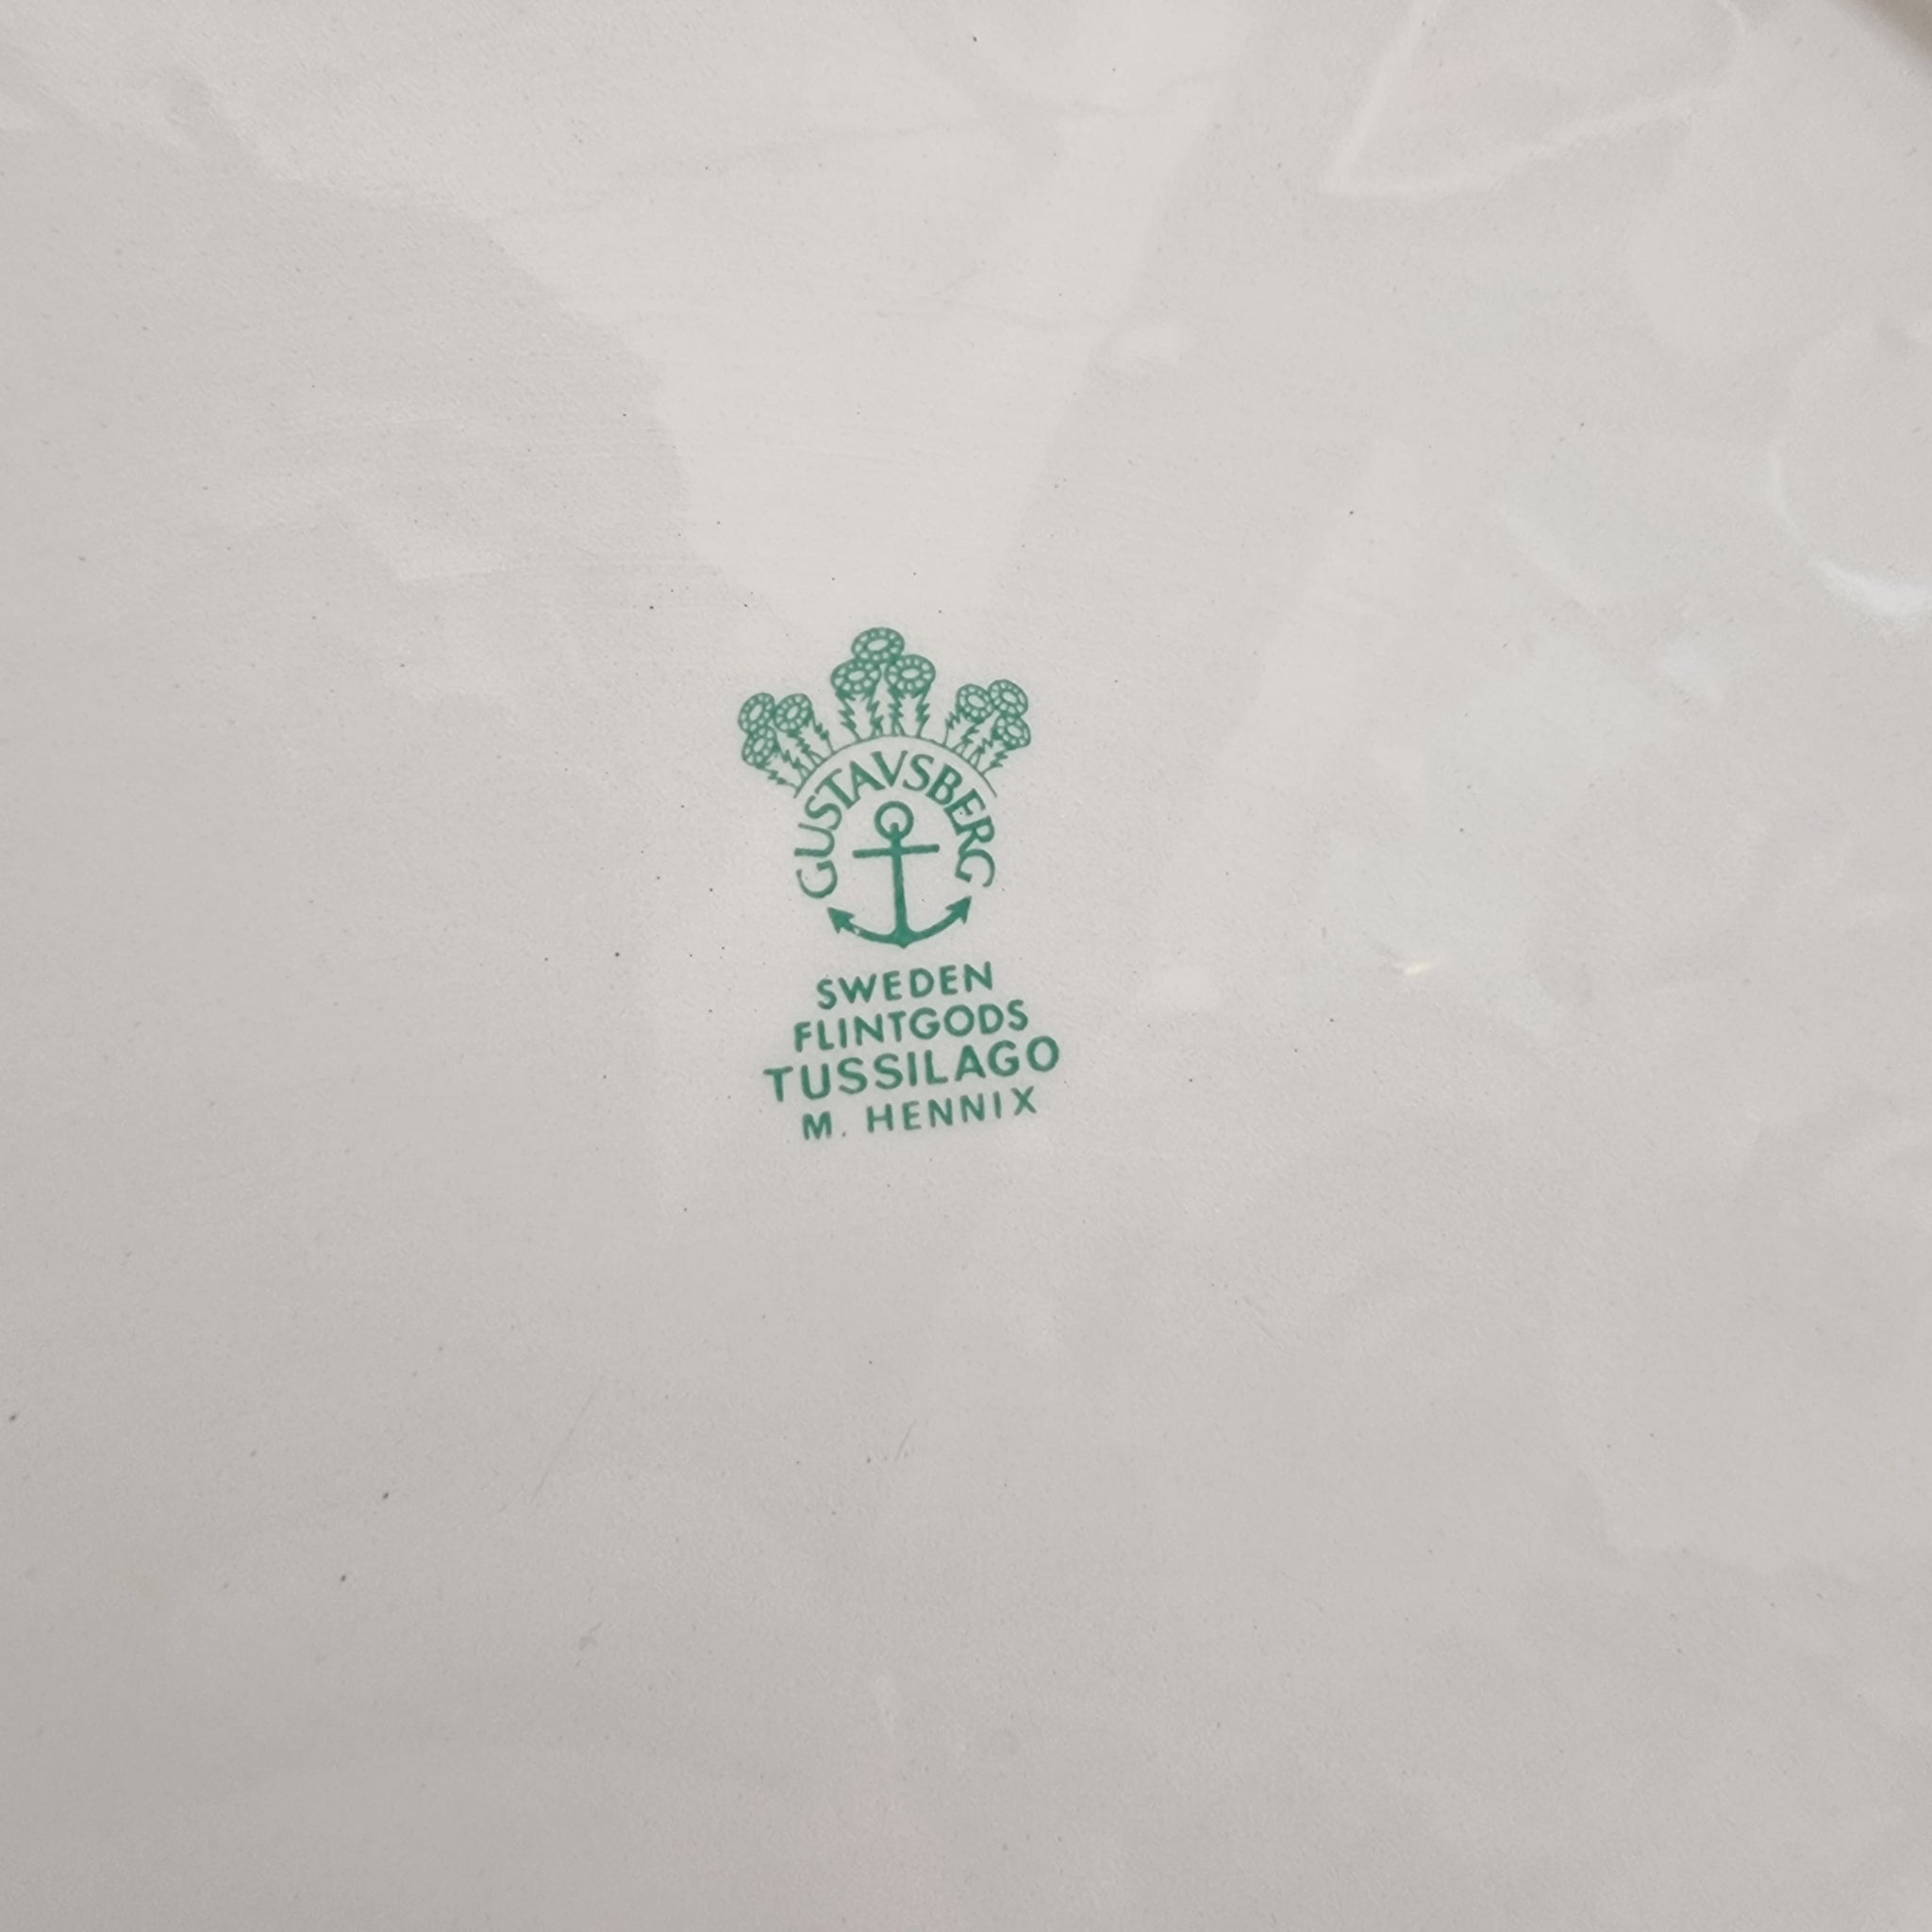 GUSTAVSBERG
SWEDEN
FLINTGODS
TUSSILAGO
M. HENNIX